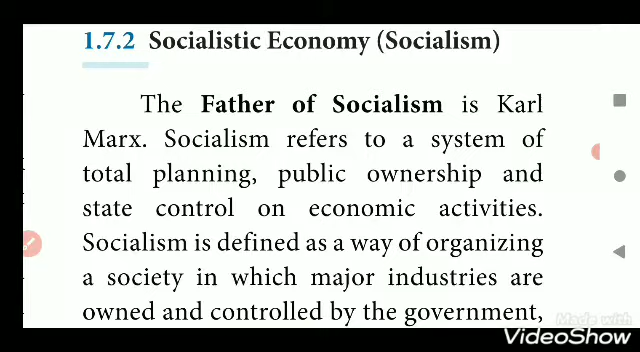 1.7.2 Socialistic Economy (Socialism)
The Father of Socialism is Karl
Marx. Socialism refers to a system of
total planning, public ownership and
state control on economic activities.
Socialism is defined as a way of organizing
a society in which major industries are
owned and controlled by the government,
Made with
VideoShow